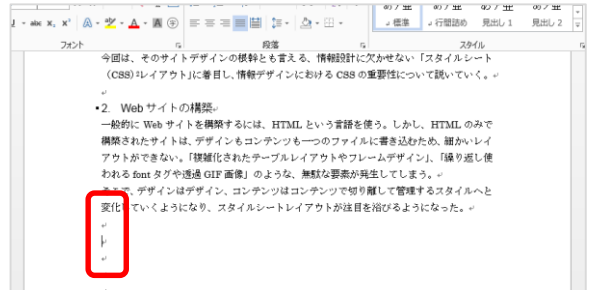 フォント 段落 スタイル
標準 行間詰め 見出し 1 見出し 2
今回は、そのサイトデザインの根幹とも言える、情報設計に欠かせない「スタイルシート
（CSS)2レイアウト」に着目し、情報デザインにおける CSS の重要性について説いていく。
2. Web サイトの構築
一般的に Web サイトを構築するには、HTML という言語を使う。しかし、HTML のみで
構築されたサイトは、デザインもコンテンツも一つのファイルに書き込むため、細かいレイ
アウトができない。「複雑化されたテーブルレイアウトやフレームデザイン」、「繰り返し使
われる font タグや透過 GIF 画像」のような、無駄な要素が発生してしまう。
そこで、デザインはデザイン、コンテンツはコンテンツで切り離して管理するスタイルへと
変化していくようになり、スタイルシートレイアウトが注目を浴びるようになった。